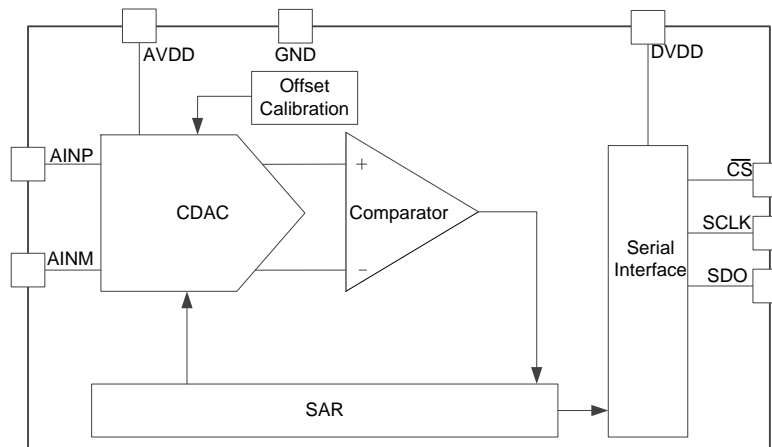 AVDD
GND
DVDD
Offset
Calibration
AINP
AINM
CDAC
+
Comparator
−
CS
SCLK
SDO
Serial
Interface
SAR